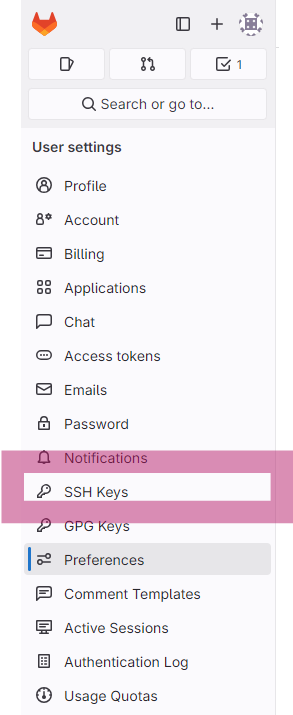 1
Search or go to...
User settings
Profile
Account
Billing
Applications
Chat
Access tokens
Emails
Password
Notifications
SSH Keys
GPG Keys
Preferences
Comment Templates
Active Sessions
Authentication Log
Usage Quotas